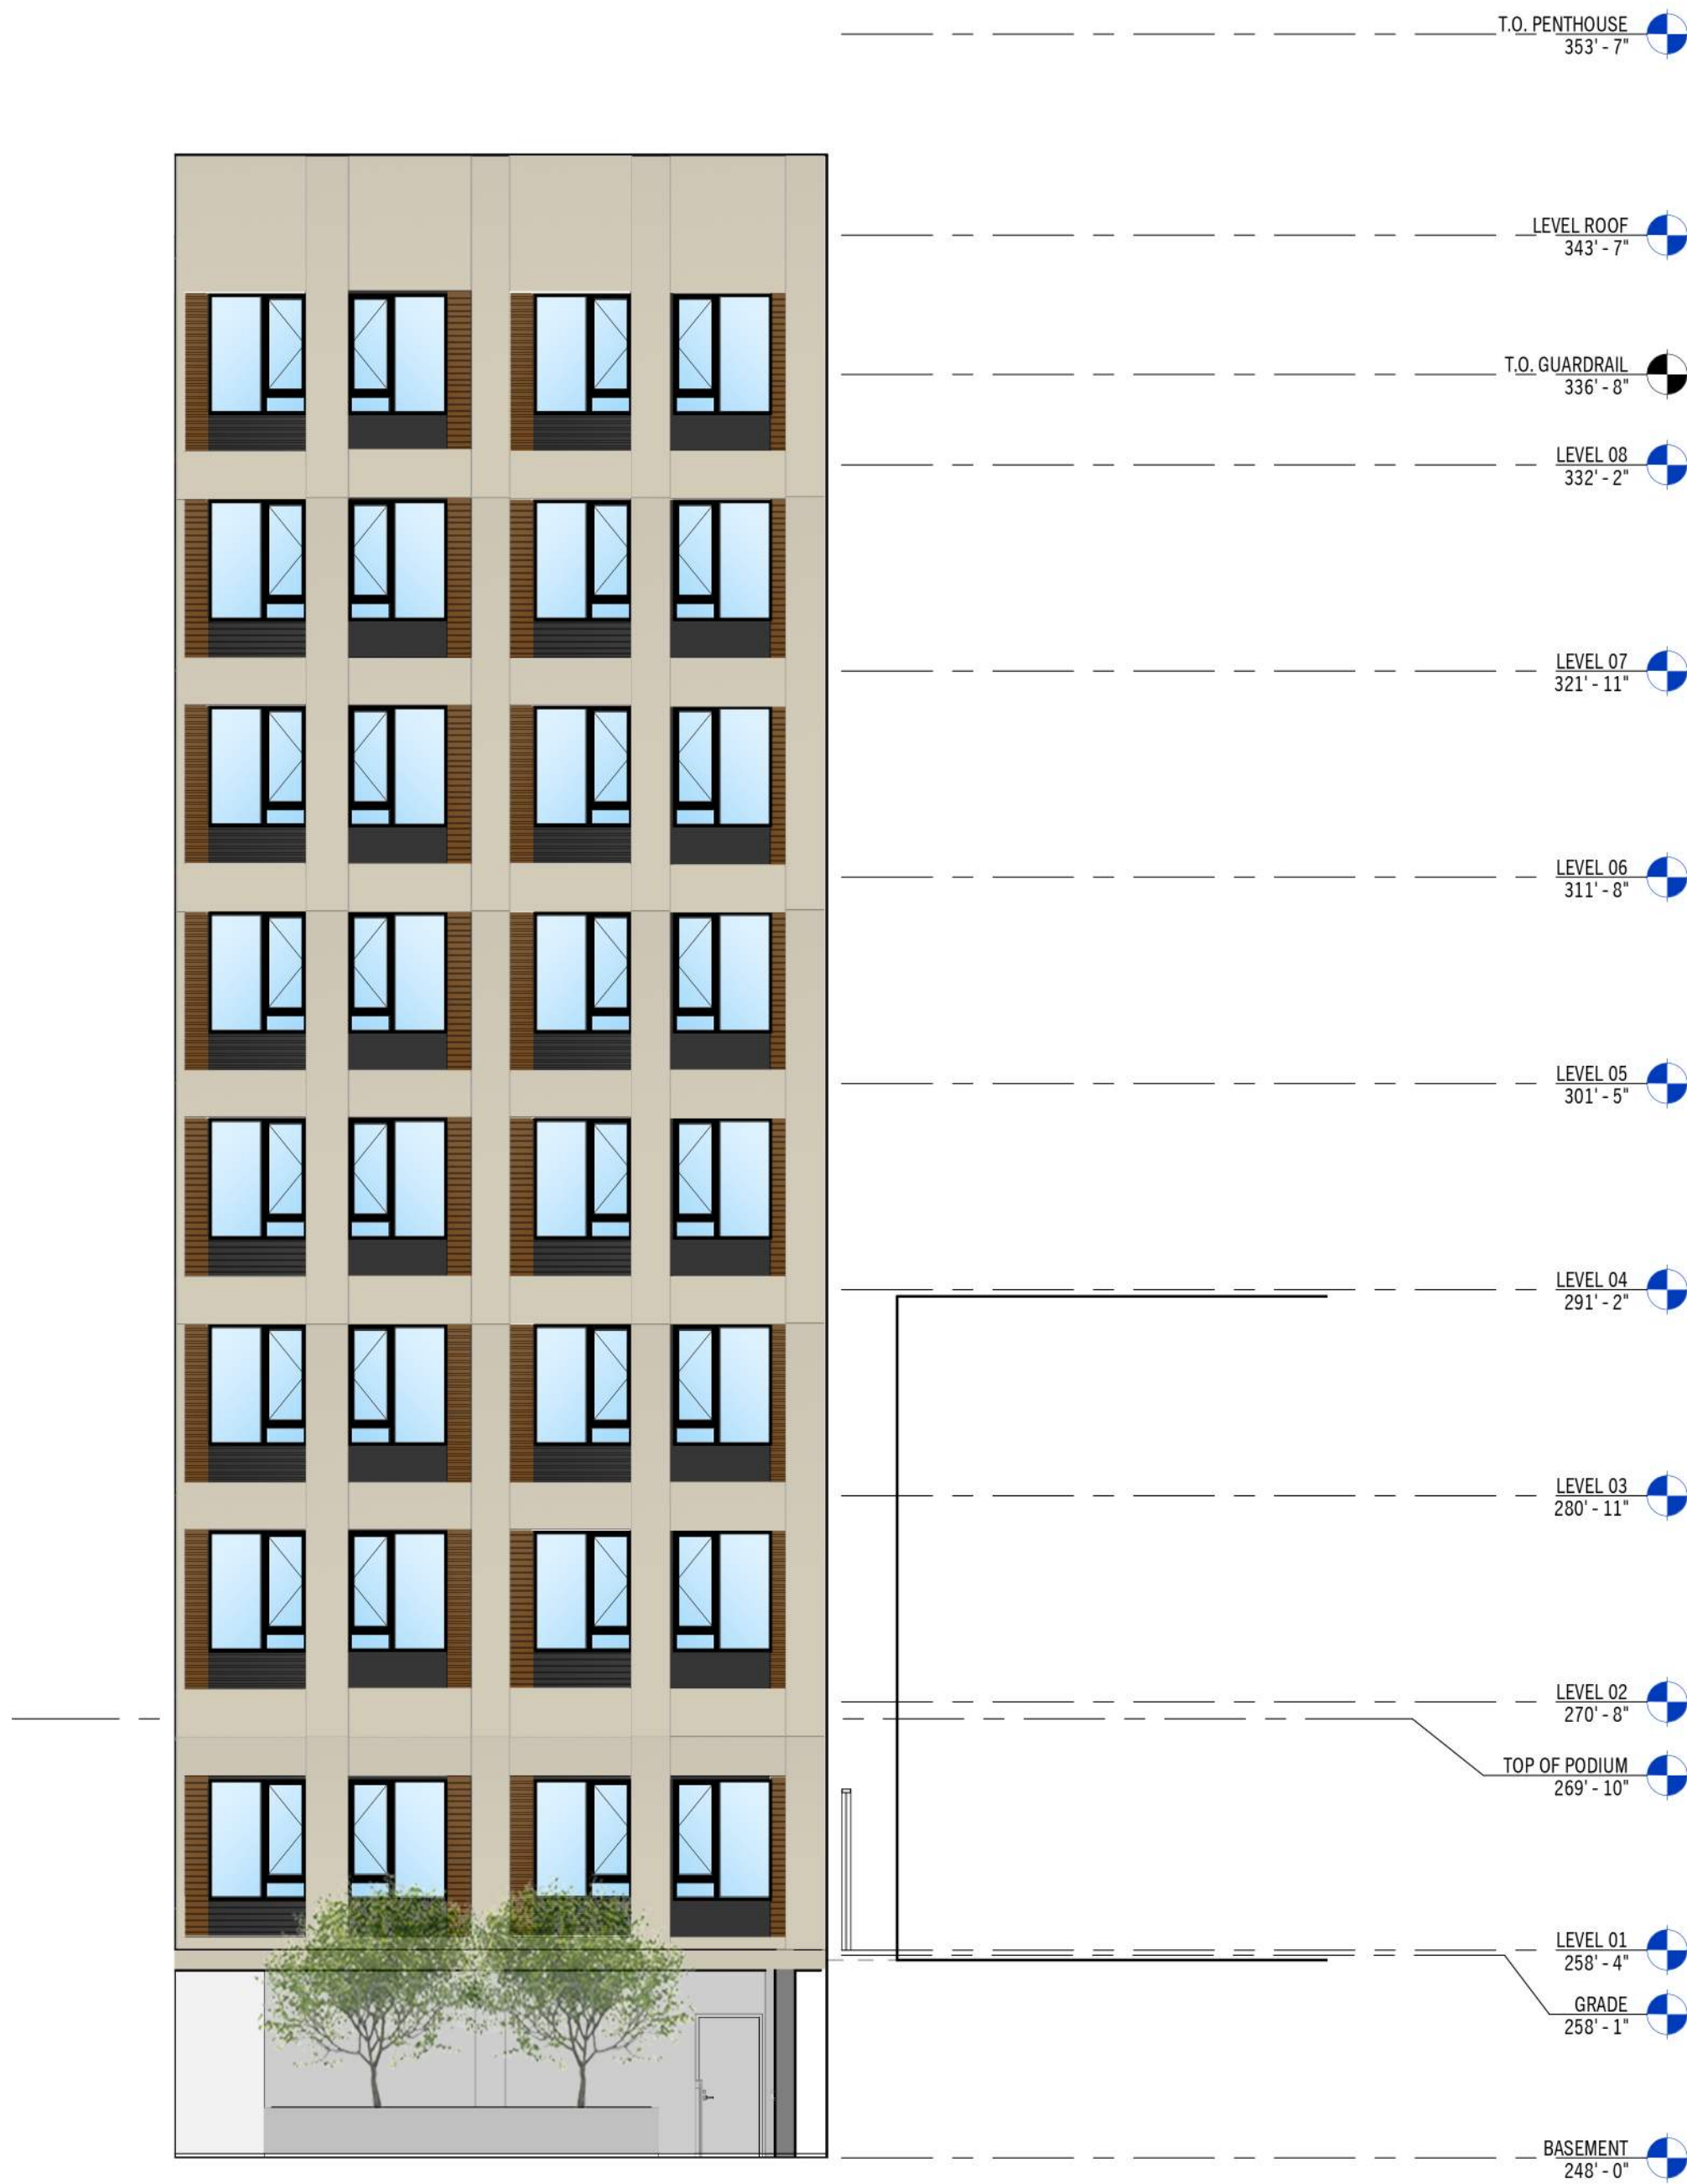 T.O. PENTHOUSE
353' - 7"
LEVEL ROOF
343' - 7"
T.O. GUARDRAIL
336' - 8"
LEVEL 08
332' - 2"
LEVEL 07
321' - 11"
LEVEL 06
311' - 8"
LEVEL 05
301' - 5"
LEVEL 04
291' - 2"
LEVEL 03
280' - 11"
LEVEL 02
270' - 8"
TOP OF PODIUM
269' - 10"
LEVEL 01
258' - 4"
GRADE
258' - 1"
BASEMENT
248' - 0"